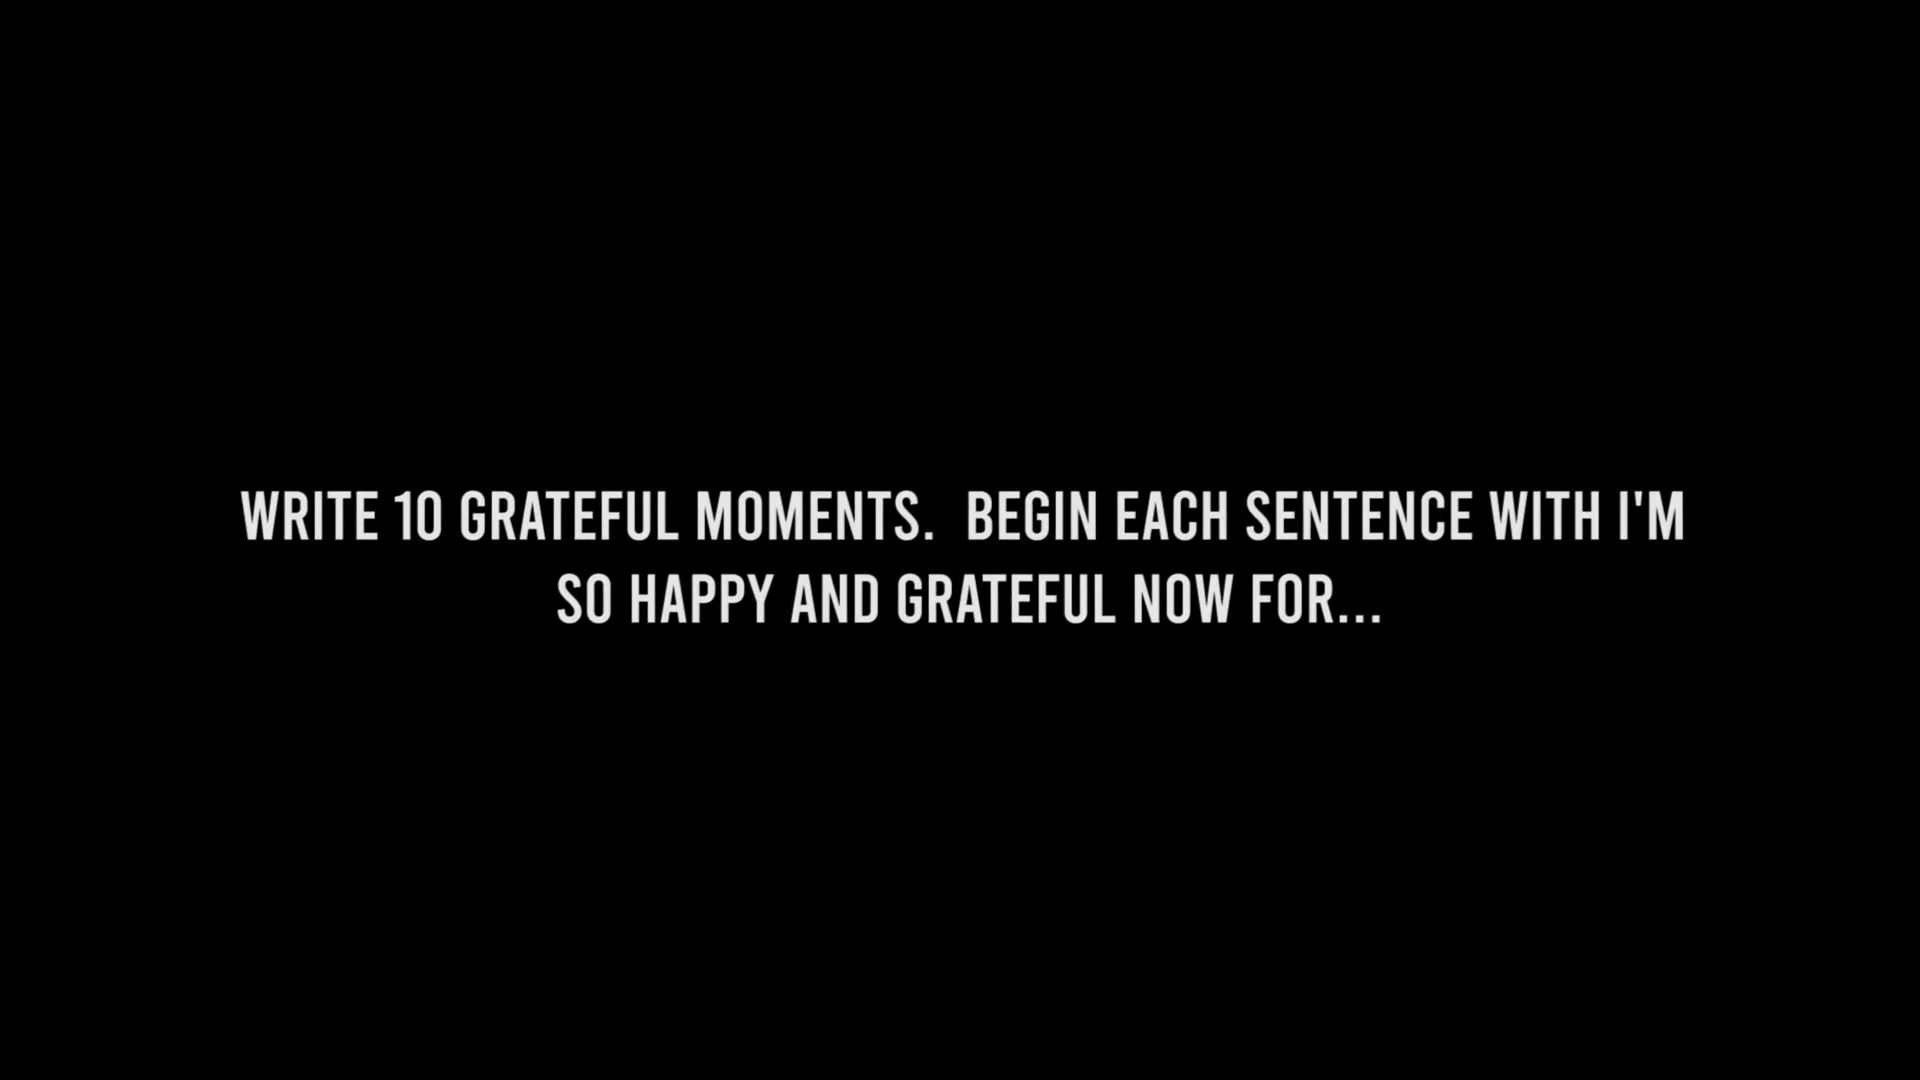 WRITE 10 GRATEFUL MOMENTS.  BEGIN EACH SENTENCE WITH I'M
SO HAPPY AND GRATEFUL NOW FOR...